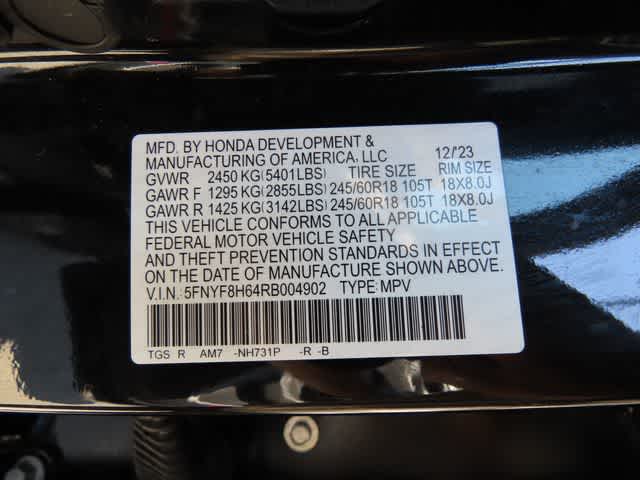 MFD. BY HONDA DEVELOPMENT &
MANUFACTURING OF AMERICA, LLC 12/'23
GVWR 2450 KG(5401LBS) TIRE SIZE RIM SIZE
GAWR F 1295 KG(2855LBS) 245/60R18 105T 18X8.0J
GAWR R 1425 KG(3142LBS) 245/60R18 105T 18X8.0J
THIS VEHICLE CONFORMS TO ALL APPLICABLE
FEDERAL MOTOR VEHICLE SAFETY
AND THEFT PREVENTION STANDARDS IN EFFECT
ON THE DATE OF MANUFACTURE SHOWN ABOVE.
V.I.N.: 5FNYF8H64RB004902 TYPE: MPV
TGS R AM7 -NH731P -R -B